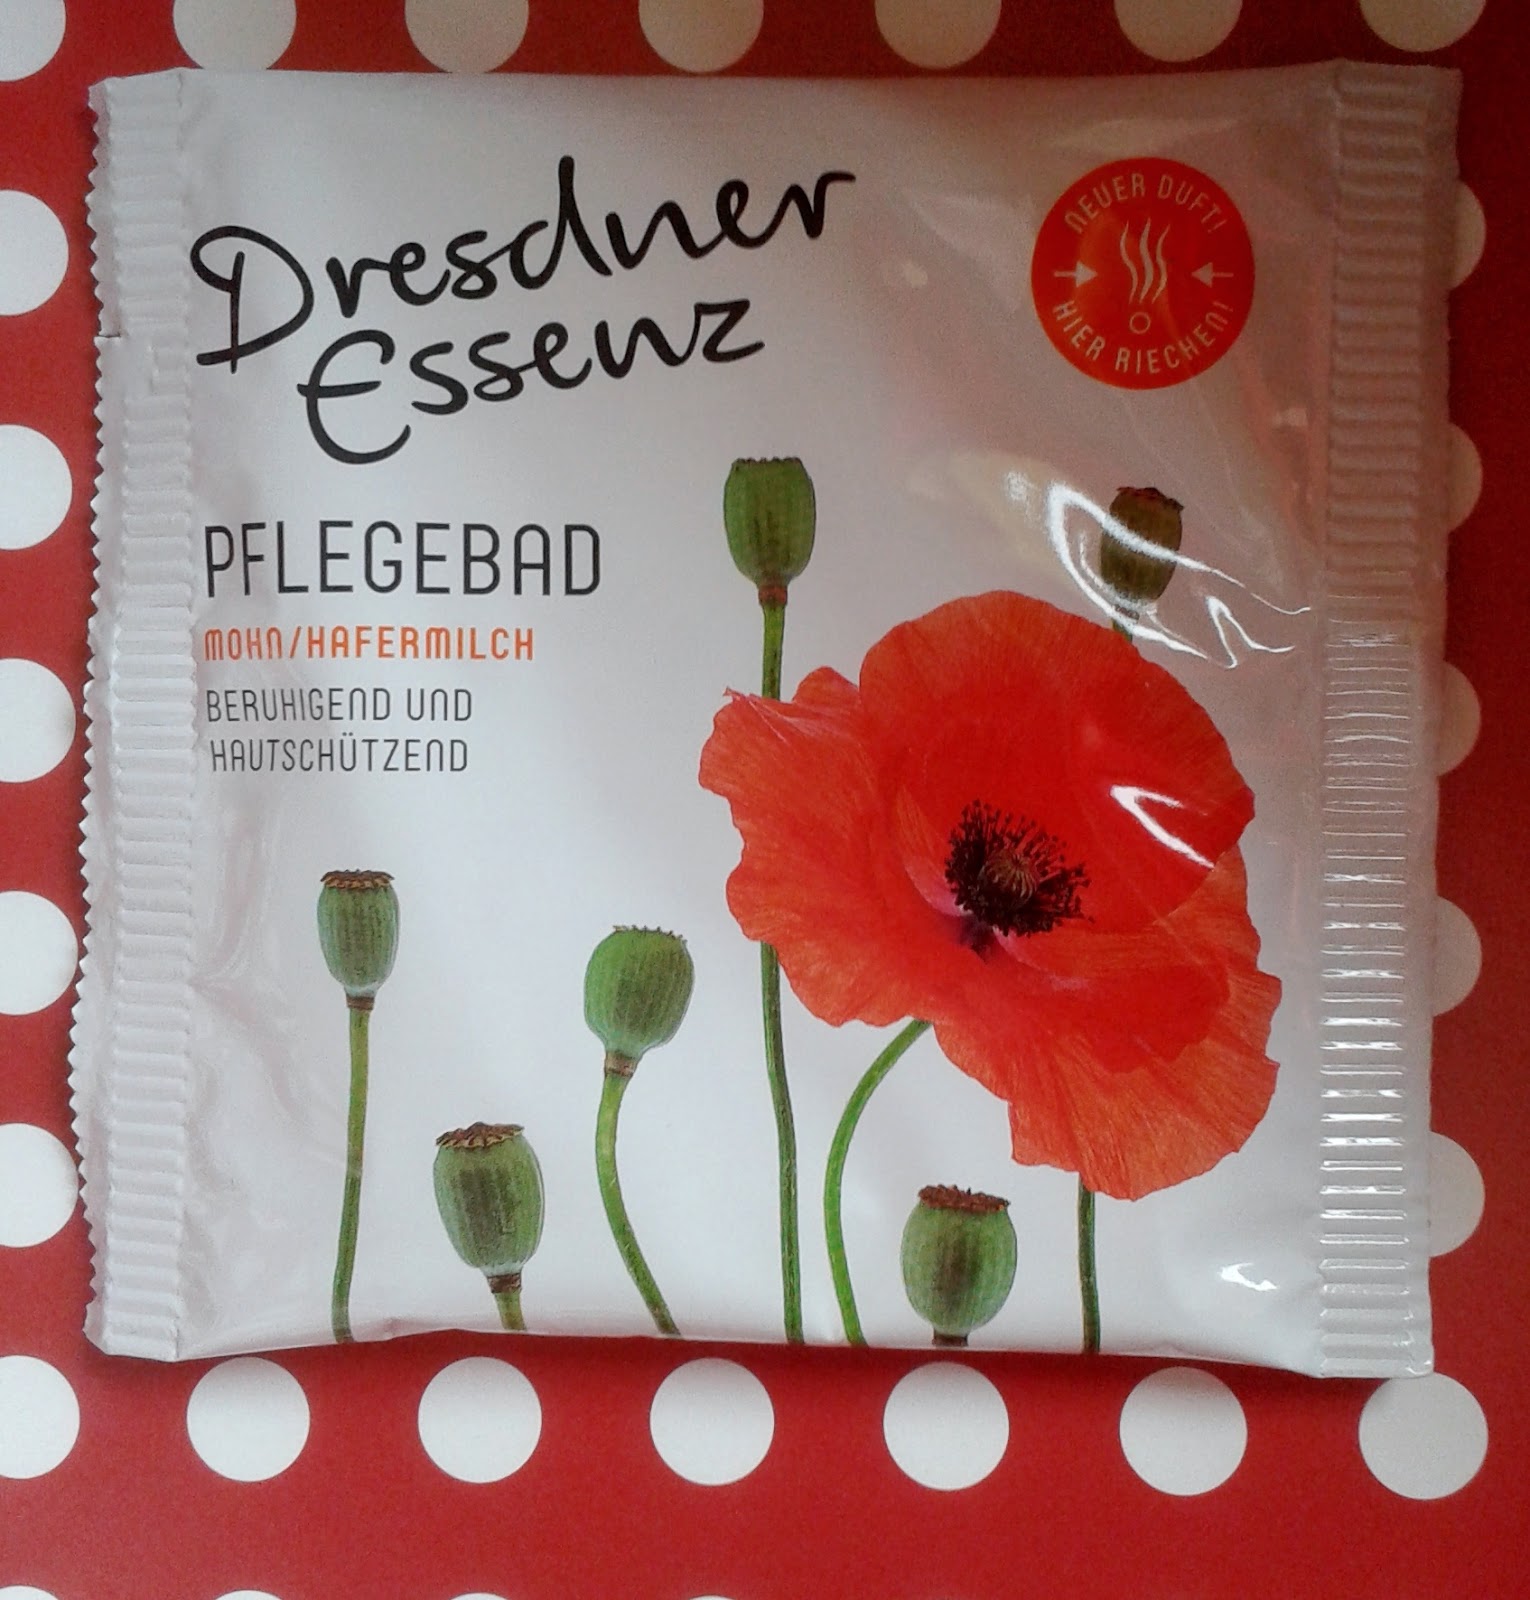 Dresdner
Essenz
NEUER DUFT!
HIER RIECHEN!
PFLEGEBAD
MOHN/HAFERMILCH
BERUHIGEND UND
HAUTSCHÜTZEND